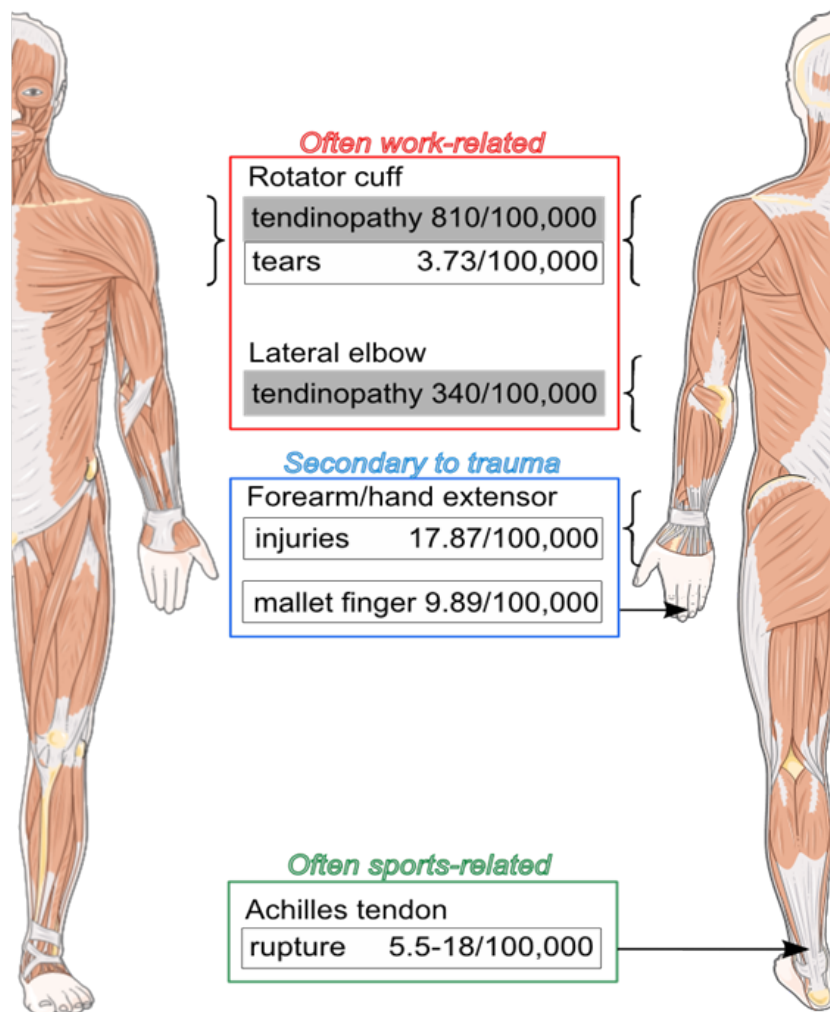 Often work-related
Rotator cuff
tendinopathy 810/100,000
tears 3.73/100,000
Lateral elbow
tendinopathy 340/100,000
Secondary to trauma
Forearm/hand extensor
injuries 17.87/100,000
mallet finger 9.89/100,000
Often sports-related
Achilles tendon
rupture 5.5-18/100,000